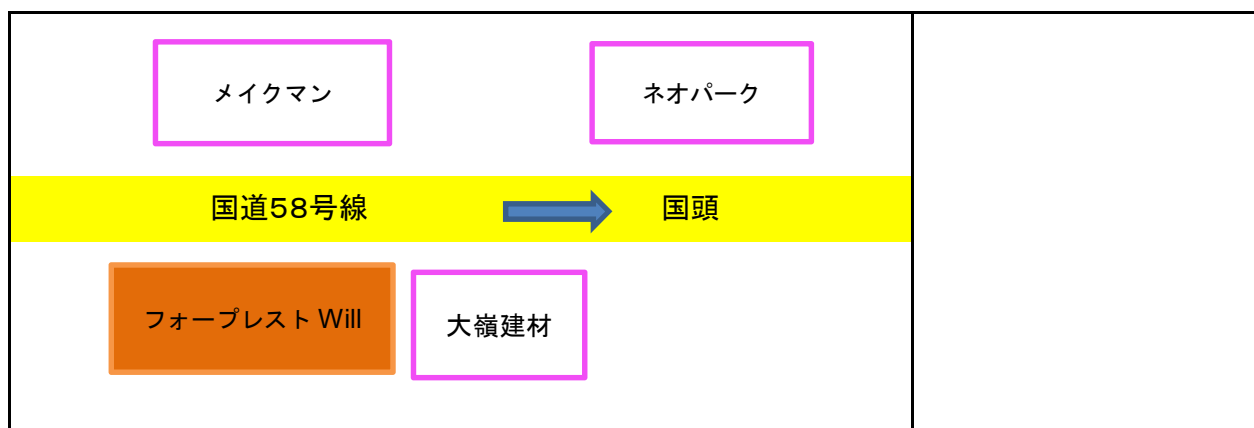 メイクマン
ネオパーク
国道58号線
国頭
フォープレスト Will
大嶺建材